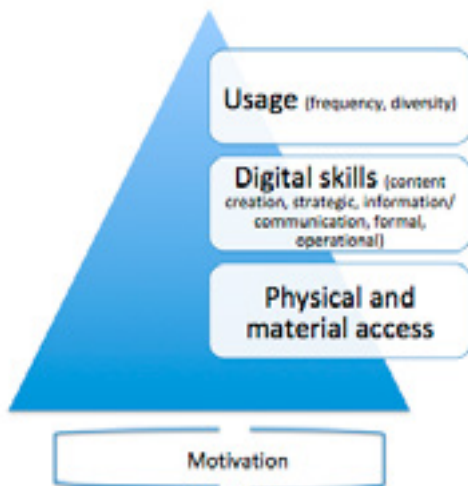 Usage (frequency, diversity)
Digital skills (content
creation, strategic, information/
communication, formal,
operational)
Physical and
material access
Motivation